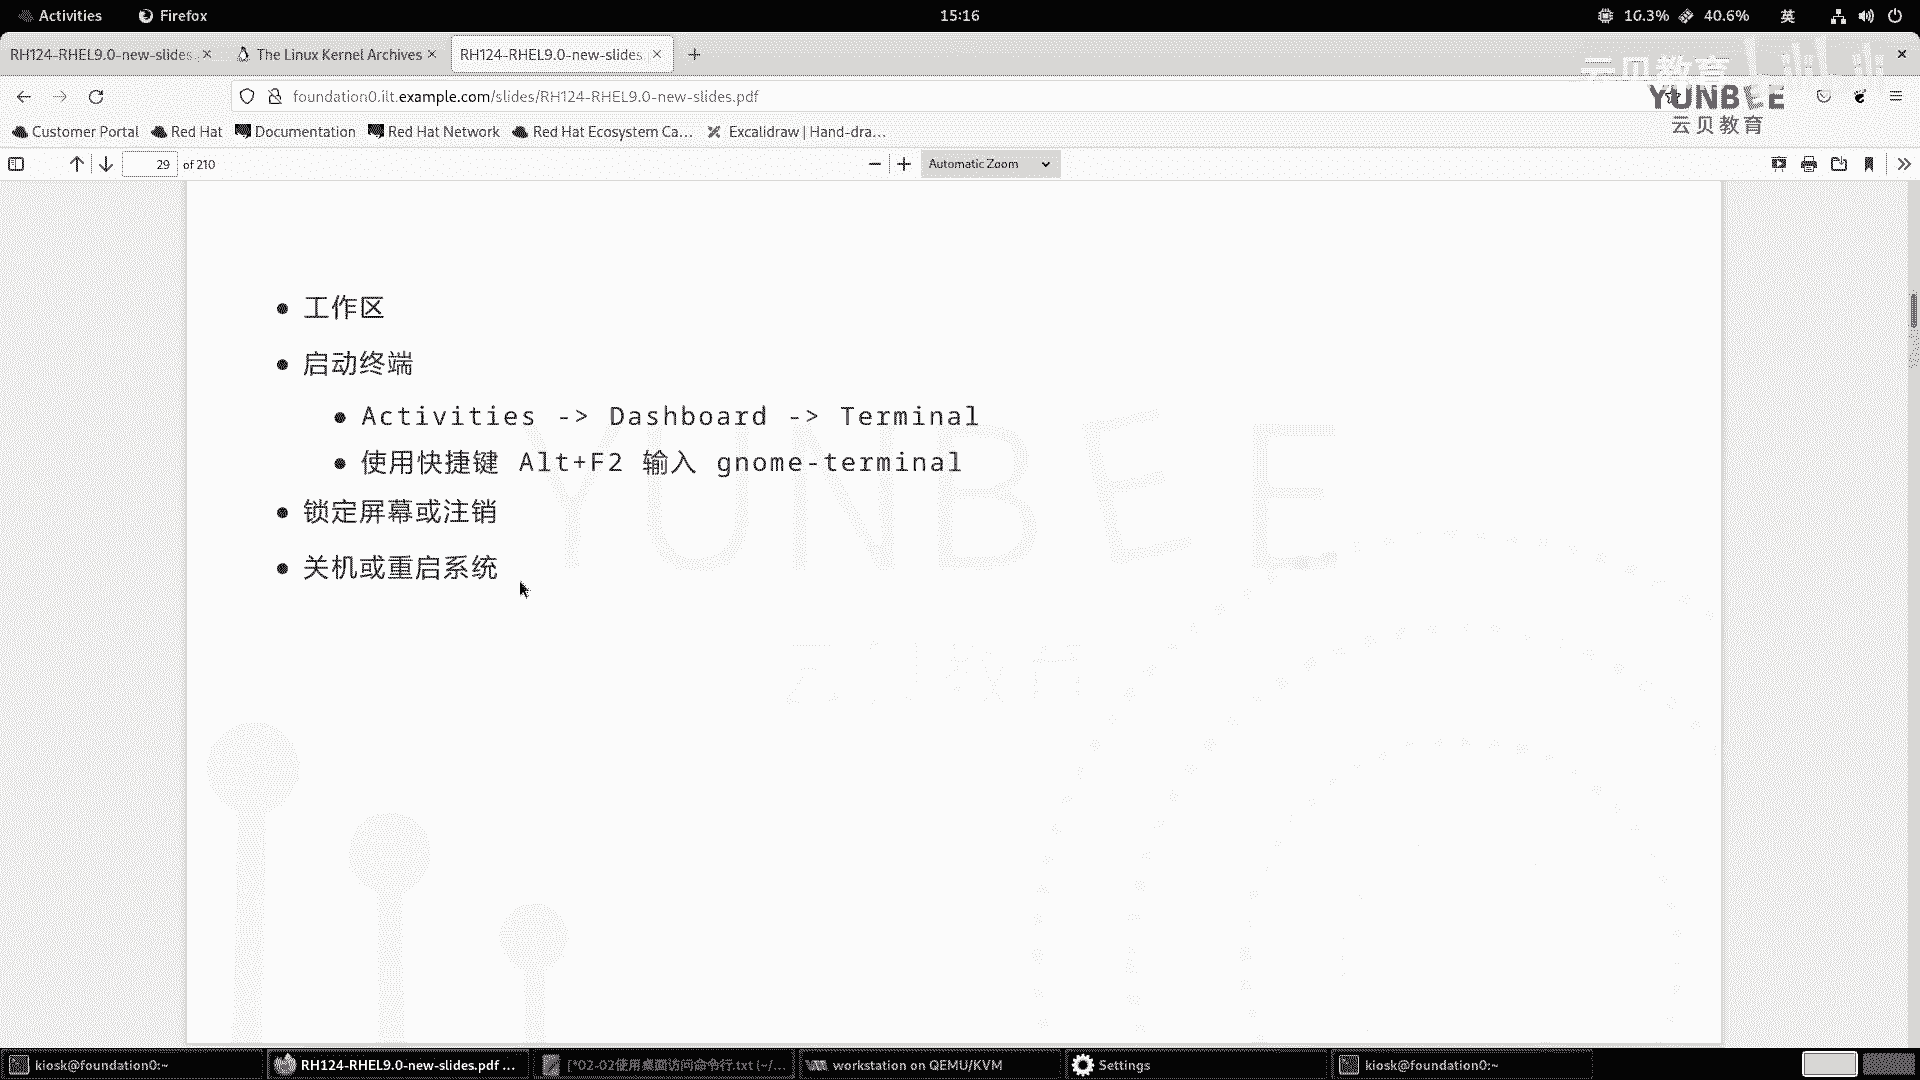 Activities Firefox 15:16 10.3% 40.6% 英
RH124-RHEL9.0-new-slides. The Linux Kernel Archives RH124-RHEL9.0-new-slides
foundation0.ilt.example.com/slides/RH124-RHEL9.0-new-slides.pdf
云贝教育
YUNBEE
云贝教育
Customer Portal Red Hat Documentation Red Hat Network Red Hat Ecosystem Ca... Excalidraw | Hand-dra...
29 of 210 Automatic Zoom
工作区
启动终端
Activities -> Dashboard -> Terminal
使用快捷键 Alt+F2 输入 gnome-terminal
锁定屏幕或注销
关机或重启系统
YUNBEE
云贝教育
kiosk@foundation0:~ RH124-RHEL9.0-new-slides.pdf ... [*02-02使用桌面访问命令行.txt (~/... workstation on QEMU/KVM Settings kiosk@foundation0:~